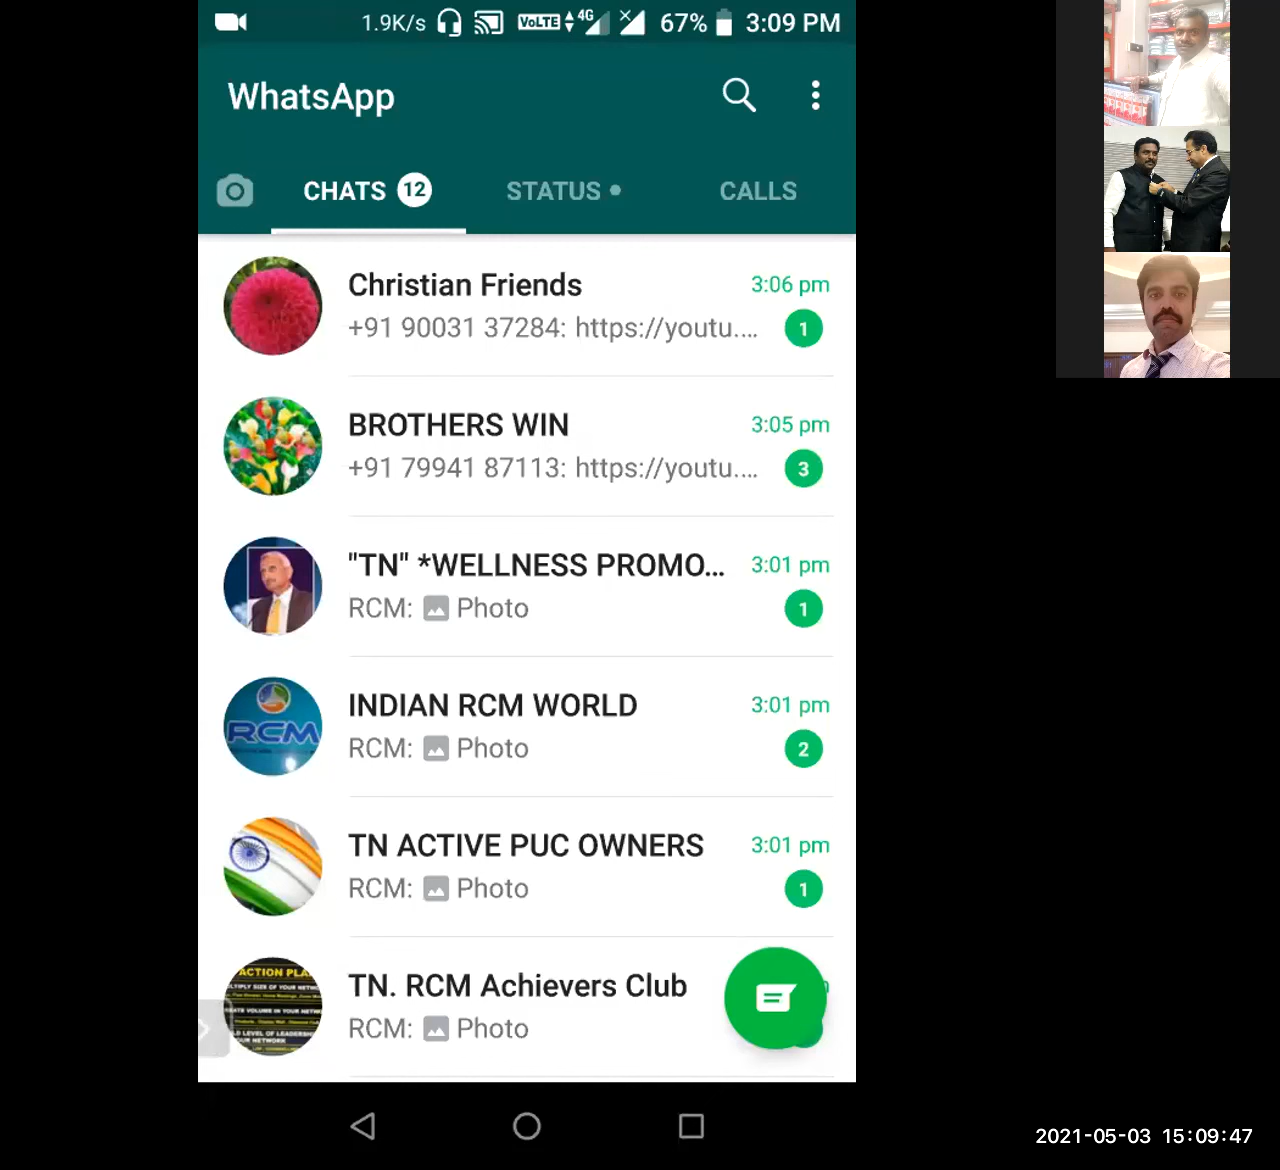 1.9K/s VoLTE 4G 67% 3:09 PM
WhatsApp
CHATS 12 STATUS CALLS
Christian Friends 3:06 pm
+91 90031 37284: https://youtu.... 1
BROTHERS WIN 3:05 pm
+91 79941 87113: https://youtu.... 3
"TN" *WELLNESS PROMO... 3:01 pm
RCM: Photo 1
INDIAN RCM WORLD 3:01 pm
RCM: Photo 2
RCM
TN ACTIVE PUC OWNERS 3:01 pm
RCM: Photo 1
TN. RCM Achievers Club
RCM: Photo
ACTION PLA
2021-05-03 15:09:47